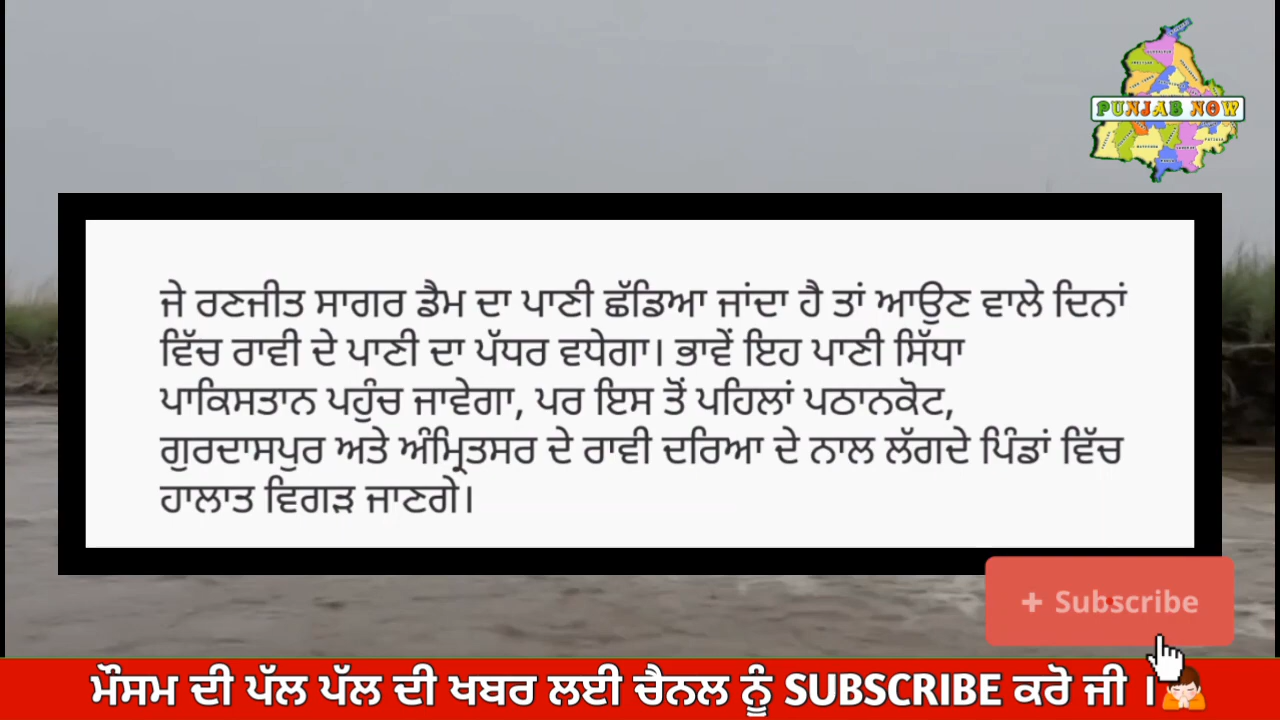 PUNJAB NOW
ਜੇ ਰਣਜੀਤ ਸਾਗਰ ਡੈਮ ਦਾ ਪਾਣੀ ਛੱਡਿਆ ਜਾਂਦਾ ਹੈ ਤਾਂ ਆਉਣ ਵਾਲੇ ਦਿਨਾਂ
ਵਿੱਚ ਰਾਵੀ ਦੇ ਪਾਣੀ ਦਾ ਪੱਧਰ ਵਧੇਗਾ। ਭਾਵੇਂ ਇਹ ਪਾਣੀ ਸਿੱਧਾ
ਪਾਕਿਸਤਾਨ ਪਹੁੰਚ ਜਾਵੇਗਾ, ਪਰ ਇਸ ਤੋਂ ਪਹਿਲਾਂ ਪਠਾਨਕੋਟ,
ਗੁਰਦਾਸਪੁਰ ਅਤੇ ਅੰਮ੍ਰਿਤਸਰ ਦੇ ਰਾਵੀ ਦਰਿਆ ਦੇ ਨਾਲ ਲੱਗਦੇ ਪਿੰਡਾਂ ਵਿੱਚ
ਹਾਲਾਤ ਵਿਗੜ ਜਾਣਗੇ।
+ Subscribe
ਮੌਸਮ ਦੀ ਪੱਲ ਪੱਲ ਦੀ ਖਬਰ ਲਈ ਚੈਨਲ ਨੂੰ SUBSCRIBE ਕਰੋ ਜੀ ।